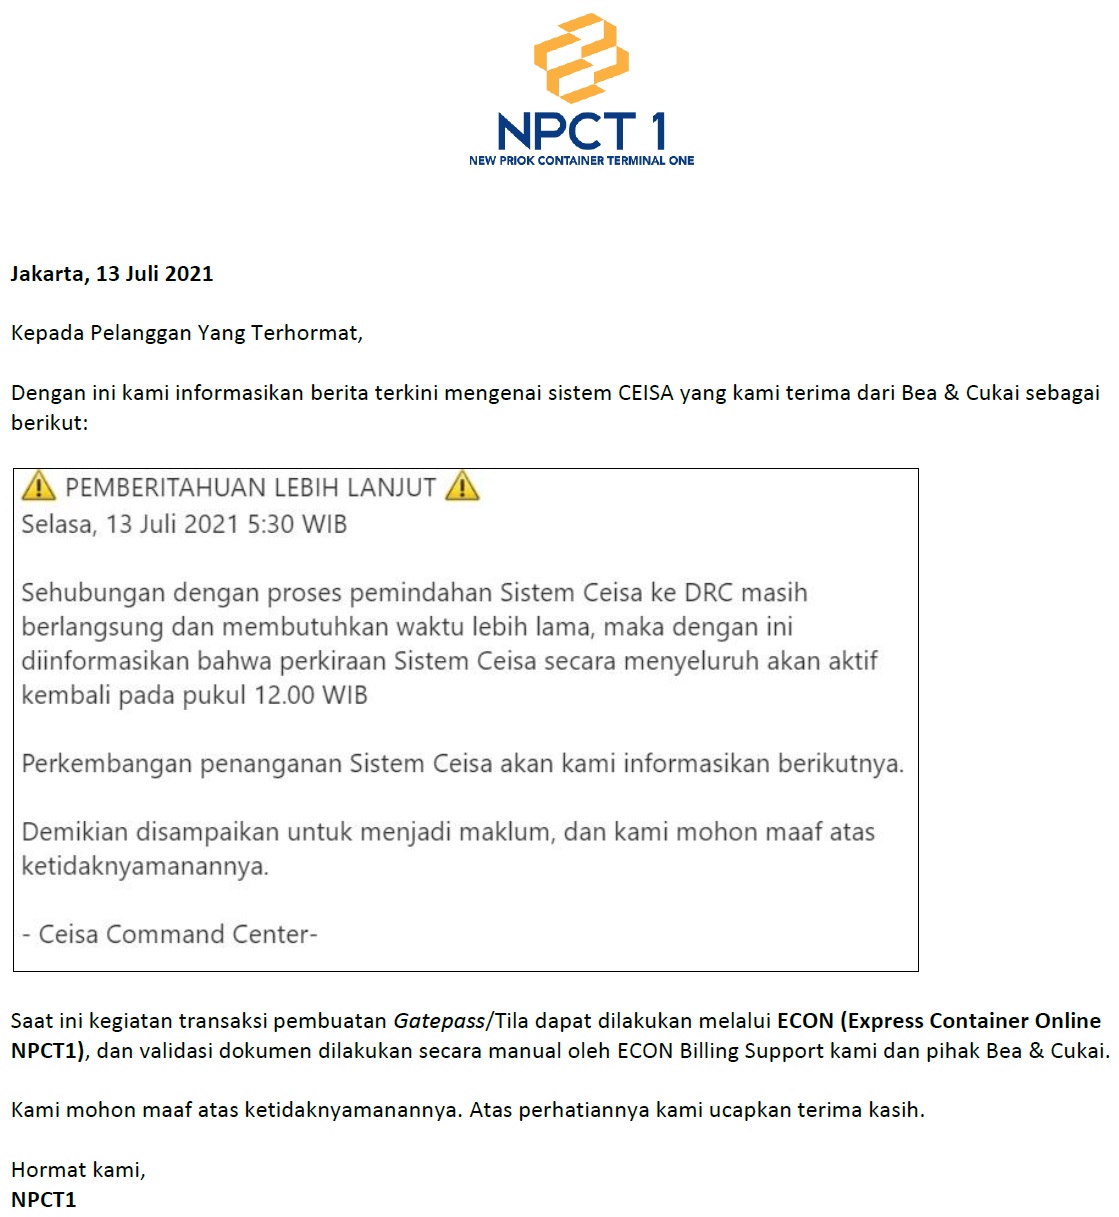 NPCT 1
NEW PRIOK CONTAINER TERMINAL ONE
Jakarta, 13 Juli 2021
Kepada Pelanggan Yang Terhormat,
Dengan ini kami informasikan berita terkini mengenai sistem CEISA yang kami terima dari Bea & Cukai sebagai
berikut:
⚠ PEMBERITAHUAN LEBIH LANJUT ⚠
Selasa, 13 Juli 2021 5:30 WIB
Sehubungan dengan proses pemindahan Sistem Ceisa ke DRC masih
berlangsung dan membutuhkan waktu lebih lama, maka dengan ini
diinformasikan bahwa perkiraan Sistem Ceisa secara menyeluruh akan aktif
kembali pada pukul 12.00 WIB
Perkembangan penanganan Sistem Ceisa akan kami informasikan berikutnya.
Demikian disampaikan untuk menjadi maklum, dan kami mohon maaf atas
ketidaknyamanannya.
- Ceisa Command Center-
Saat ini kegiatan transaksi pembuatan Gatepass/Tila dapat dilakukan melalui ECON (Express Container Online
NPCT1), dan validasi dokumen dilakukan secara manual oleh ECON Billing Support kami dan pihak Bea & Cukai.
Kami mohon maaf atas ketidaknyamanannya. Atas perhatiannya kami ucapkan terima kasih.
Hormat kami,
NPCT1